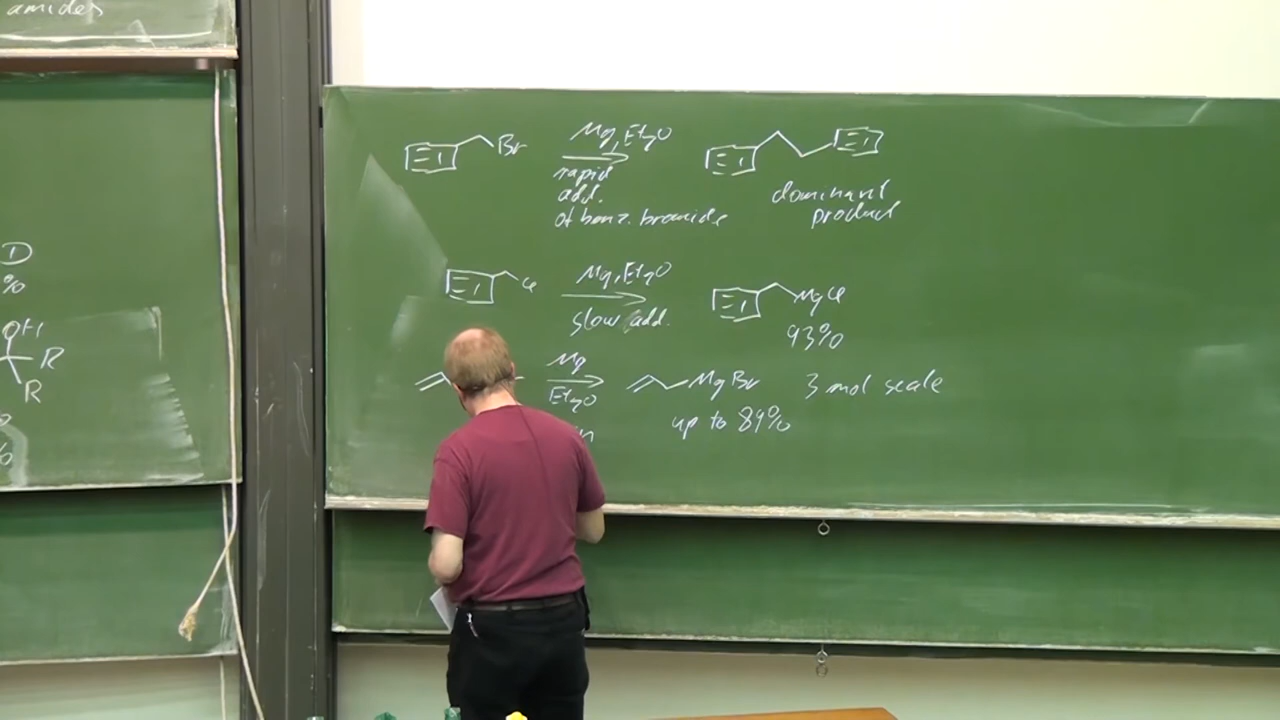 amides
D
%
OH
R
R
%
Br
Mg, Et2O
rapid
add.
of benz. bromide
dominant
product
Cl
Mg, Et2O
slow add.
MgCl
93%
Mg
Et2O
MgBr
3 mol scale
up to 89%